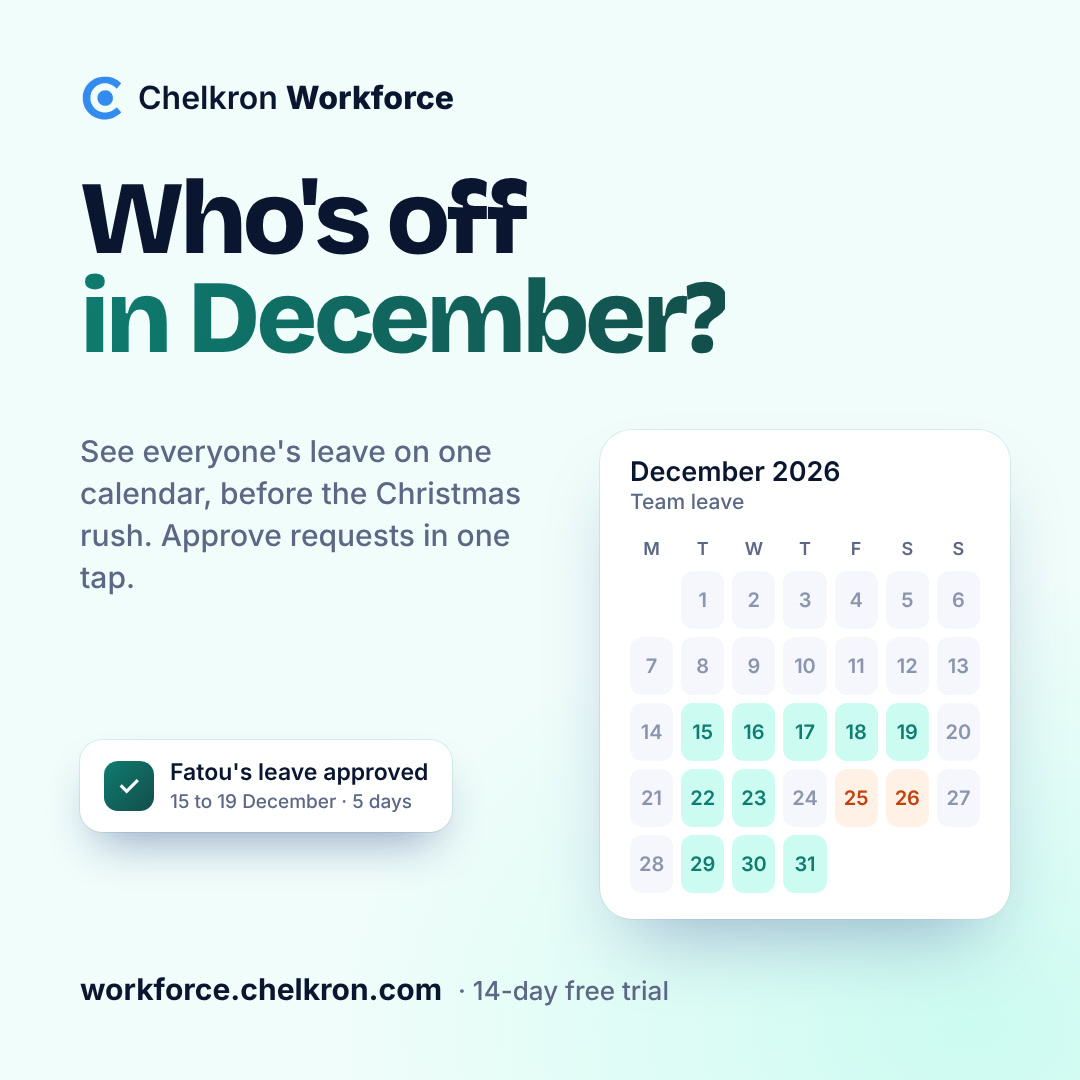 Chelkron Workforce
Who's off
in December?
See everyone's leave on one
calendar, before the Christmas
rush. Approve requests in one
tap.
Fatou's leave approved
15 to 19 December · 5 days
December 2026
Team leave
M T W T F S S
1 2 3 4 5 6
7 8 9 10 11 12 13
14 15 16 17 18 19 20
21 22 23 24 25 26 27
28 29 30 31
workforce.chelkron.com · 14-day free trial